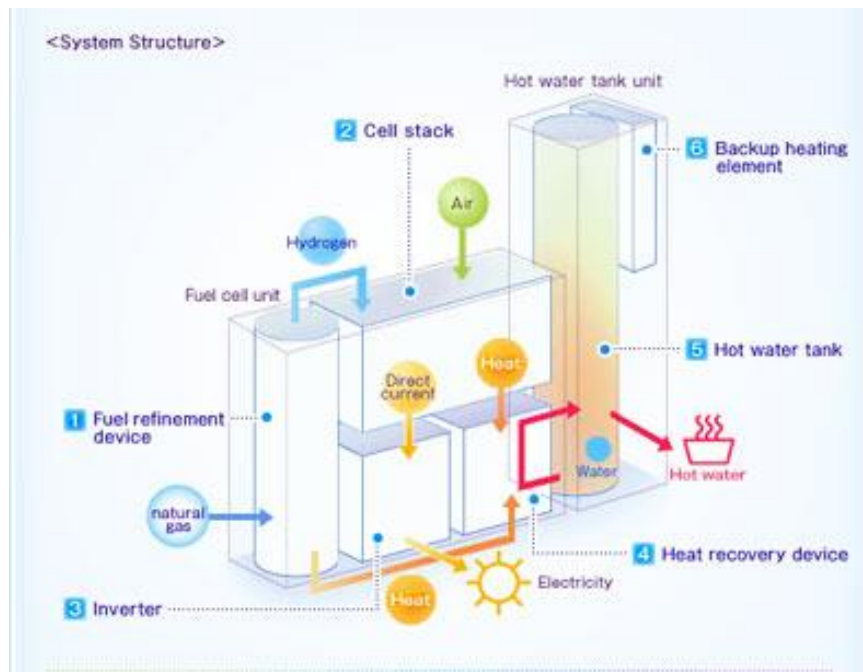 <System Structure>
Hot water tank unit
2 Cell stack
6 Backup heating
element
Air
Hydrogen
Fuel cell unit
5 Hot water tank
Heat
Direct
current
1 Fuel refinement
device
Water
Hot water
natural
gas
4 Heat recovery device
Electricity
Heat
3 Inverter